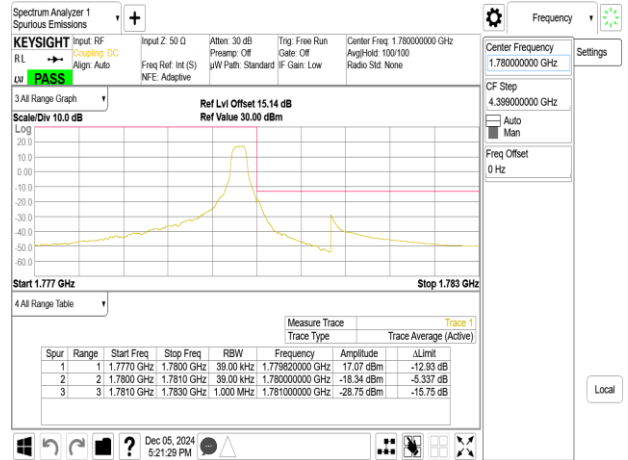 Spectrum Analyzer 1
Spurious Emissions
Frequency
KEYSIGHT
RL
LXI
PASS
Input: RF
Coupling: DC
Align: Auto
Input Z: 50 Ω
Freq Ref: Int (S)
NFE: Adaptive
Atten: 30 dB
Preamp: Off
µW Path: Standard
Trig: Free Run
Gate: Off
IF Gain: Low
Center Freq: 1.780000000 GHz
Avg|Hold: 100/100
Radio Std: None
Center Frequency
1.780000000 GHz
Settings
CF Step
4.399000000 GHz
Auto
Man
Freq Offset
0 Hz
3 All Range Graph
Scale/Div 10.0 dB
Ref Lvl Offset 15.14 dB
Ref Value 30.00 dBm
Log
20.0
10.0
0.00
-10.0
-20.0
-30.0
-40.0
-50.0
-60.0
Start 1.777 GHz
Stop 1.783 GHz
4 All Range Table
Measure Trace Trace 1
Trace Type Trace Average (Active)
Spur Range Start Freq Stop Freq RBW Frequency Amplitude ΔLimit
1 1 1.7770 GHz 1.7800 GHz 39.00 kHz 1.779820000 GHz 17.07 dBm -12.93 dB
2 2 1.7800 GHz 1.7810 GHz 39.00 kHz 1.780000000 GHz -18.34 dBm -5.337 dB
3 3 1.7810 GHz 1.7830 GHz 1.000 MHz 1.781000000 GHz -28.75 dBm -15.75 dB
Local
Dec 05, 2024
5:21:29 PM